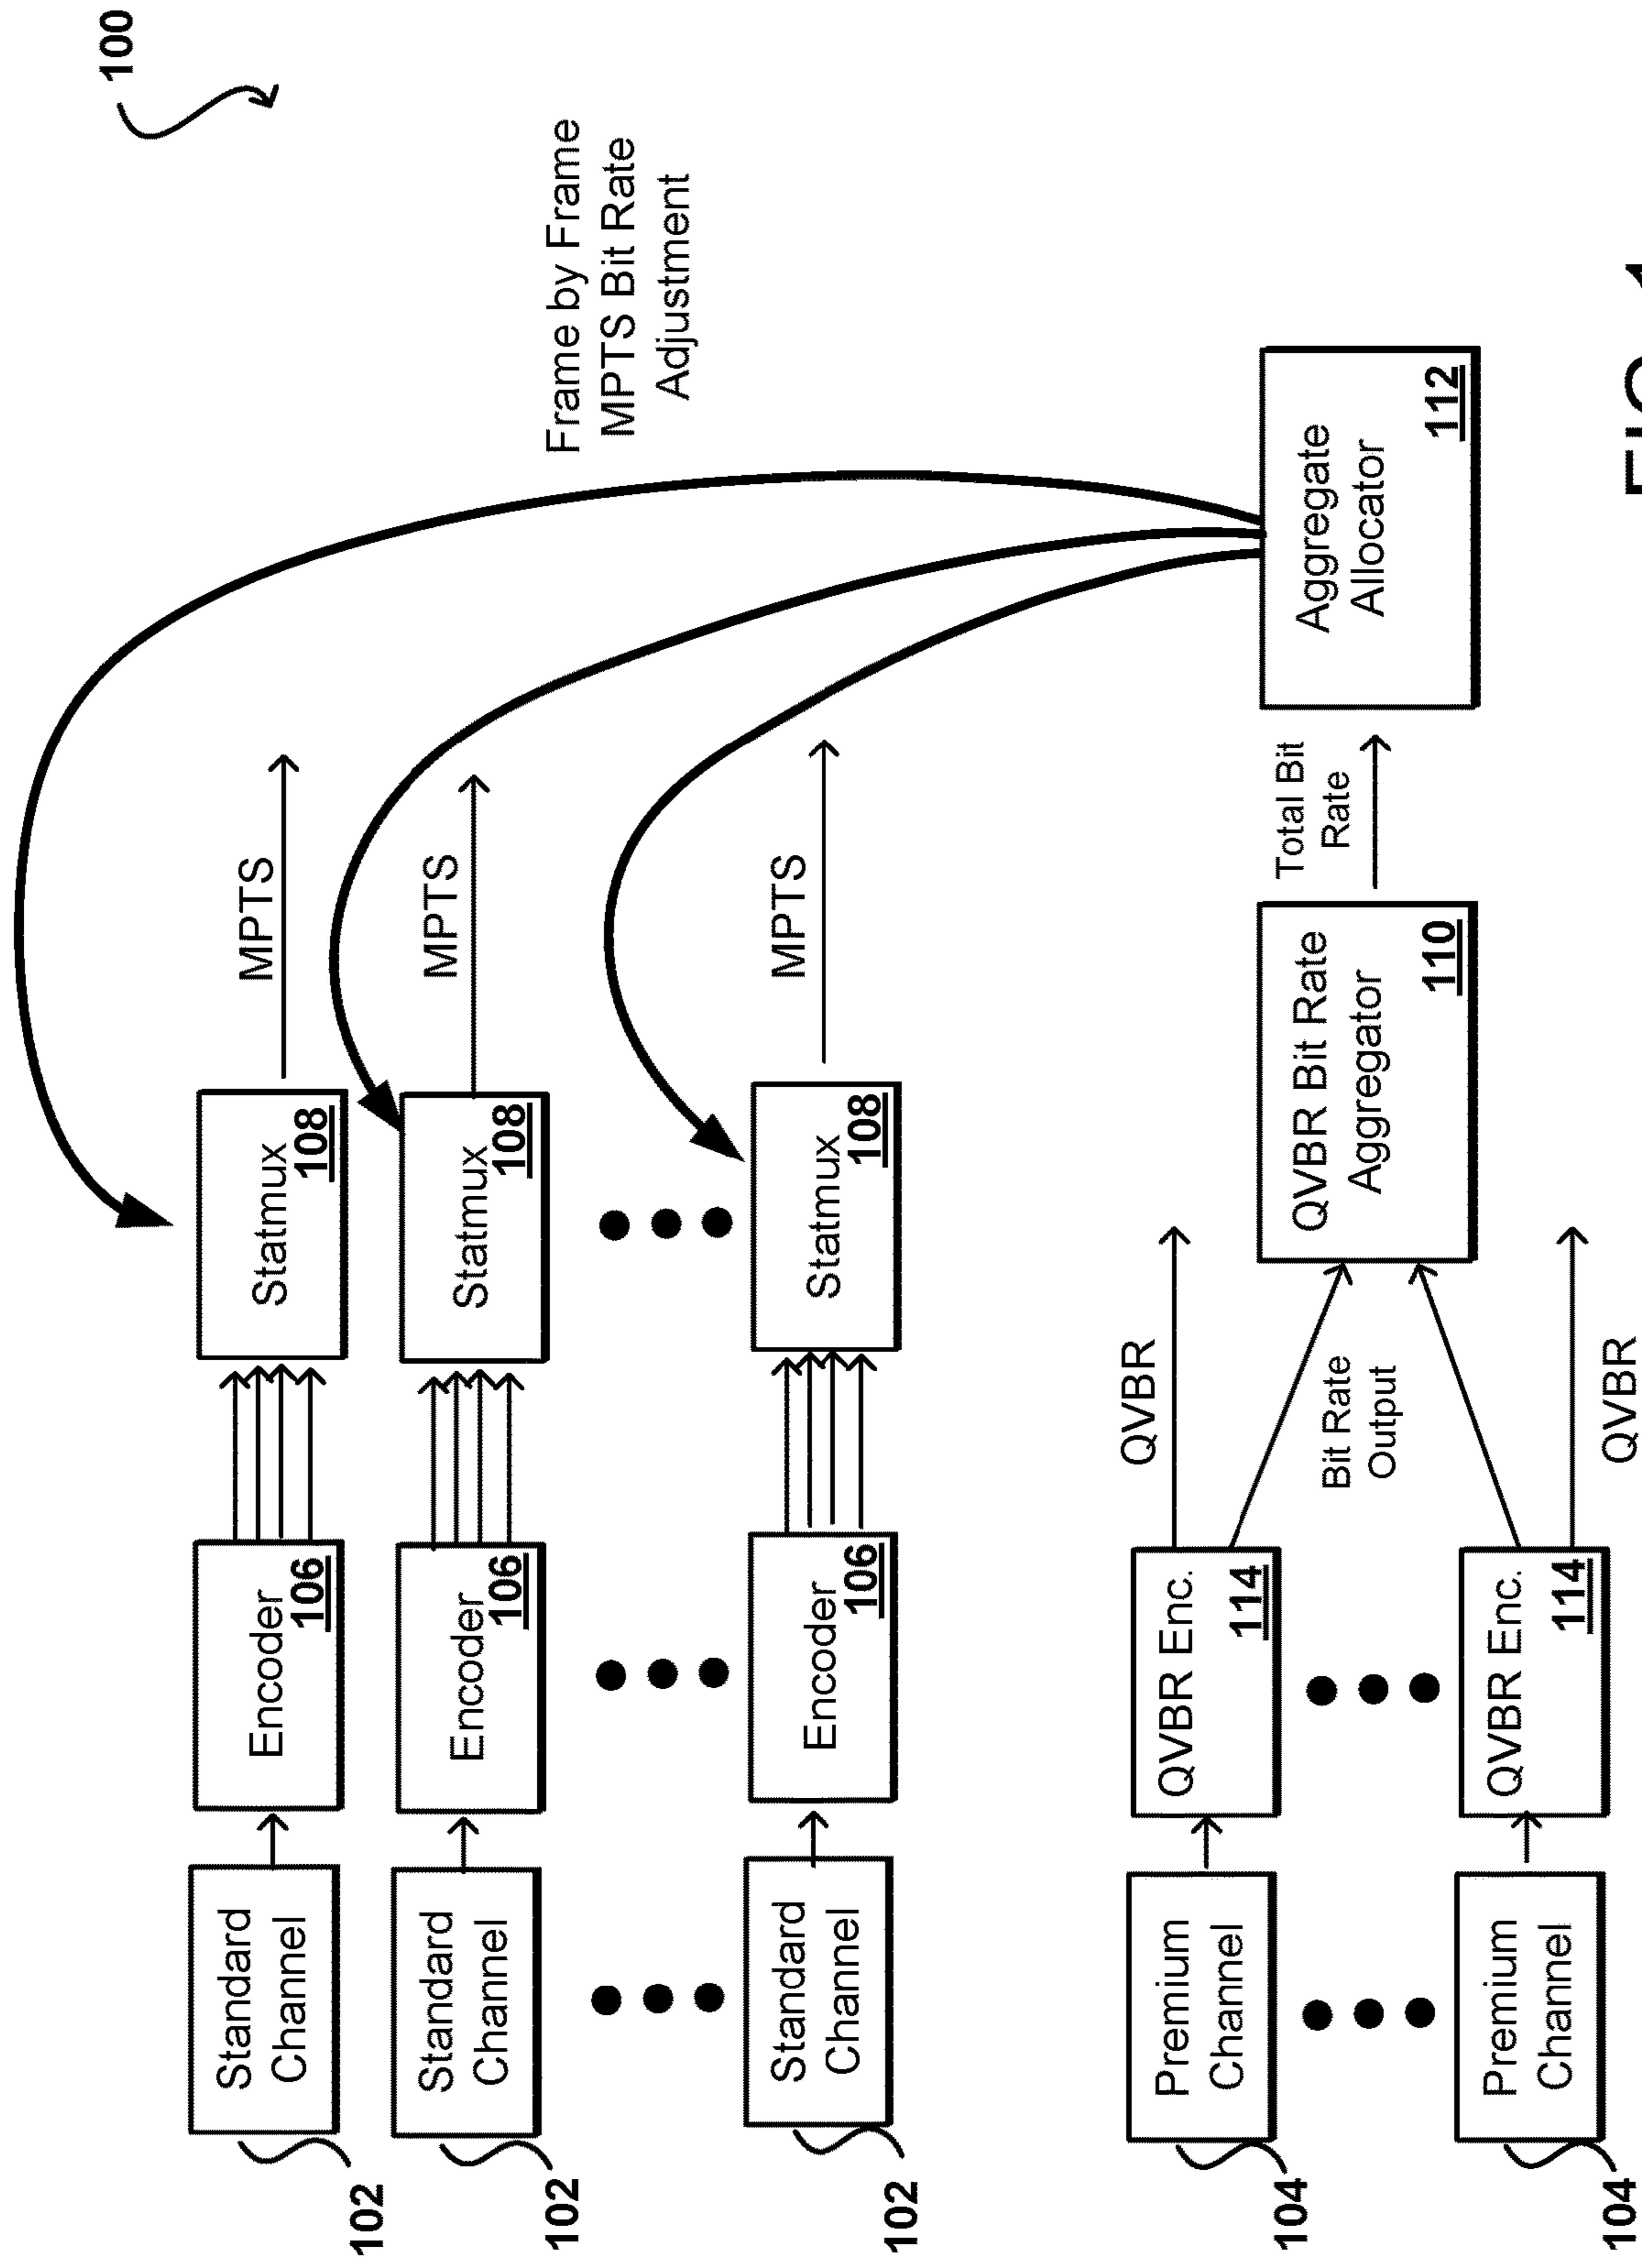 100
Standard
Channel
102
Encoder
106
Statmux
108
MPTS
Standard
Channel
102
Encoder
106
Statmux
108
MPTS
Frame by Frame
MPTS Bit Rate
Adjustment
Standard
Channel
102
Encoder
106
Statmux
108
MPTS
Premium
Channel
104
QVBR Enc.
114
QVBR
Bit Rate
Output
QVBR Bit Rate
Aggregator
110
Total Bit
Rate
Aggregate
Allocator
112
Premium
Channel
104
QVBR Enc.
114
QVBR